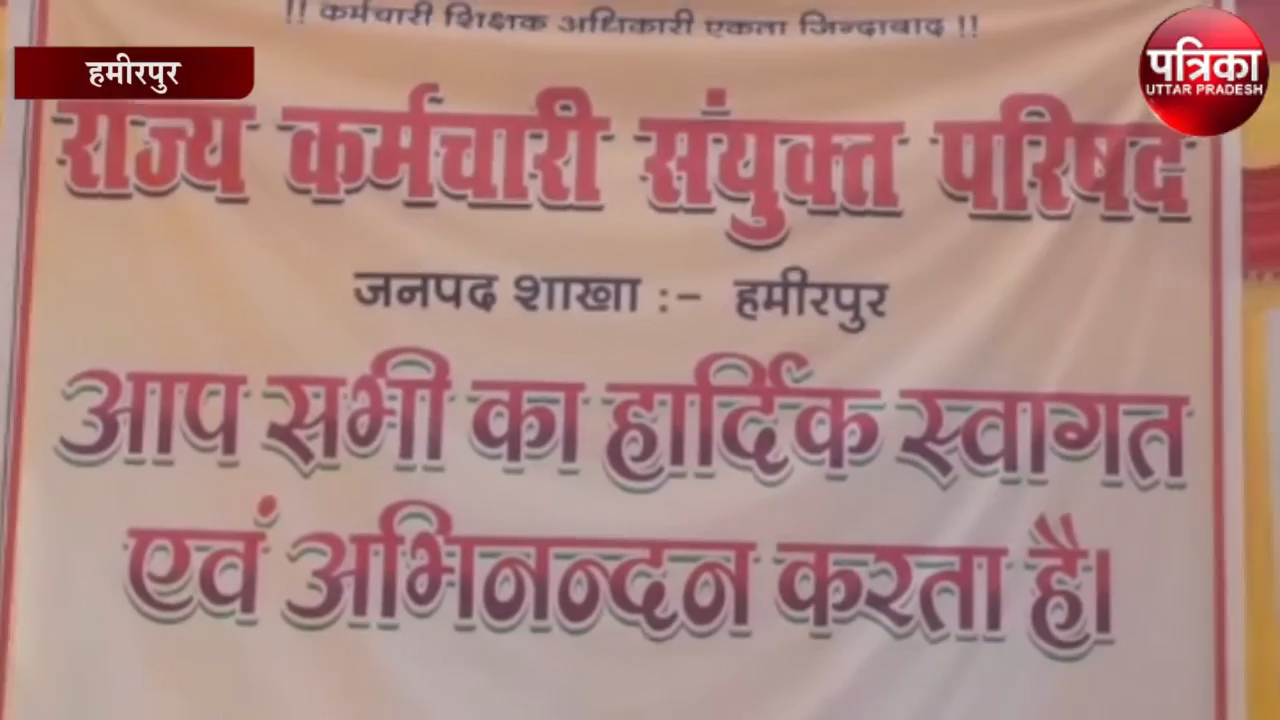 !! कर्मचारी शिक्षक अधिकारी एकता जिन्दाबाद !!
हमीरपुर
पत्रिका
UTTAR PRADESH
राज्य कर्मचारी संयुक्त परिषद
जनपद शाखा :- हमीरपुर
आप सभी का हार्दिक स्वागत
एवं अभिनन्दन करता है।